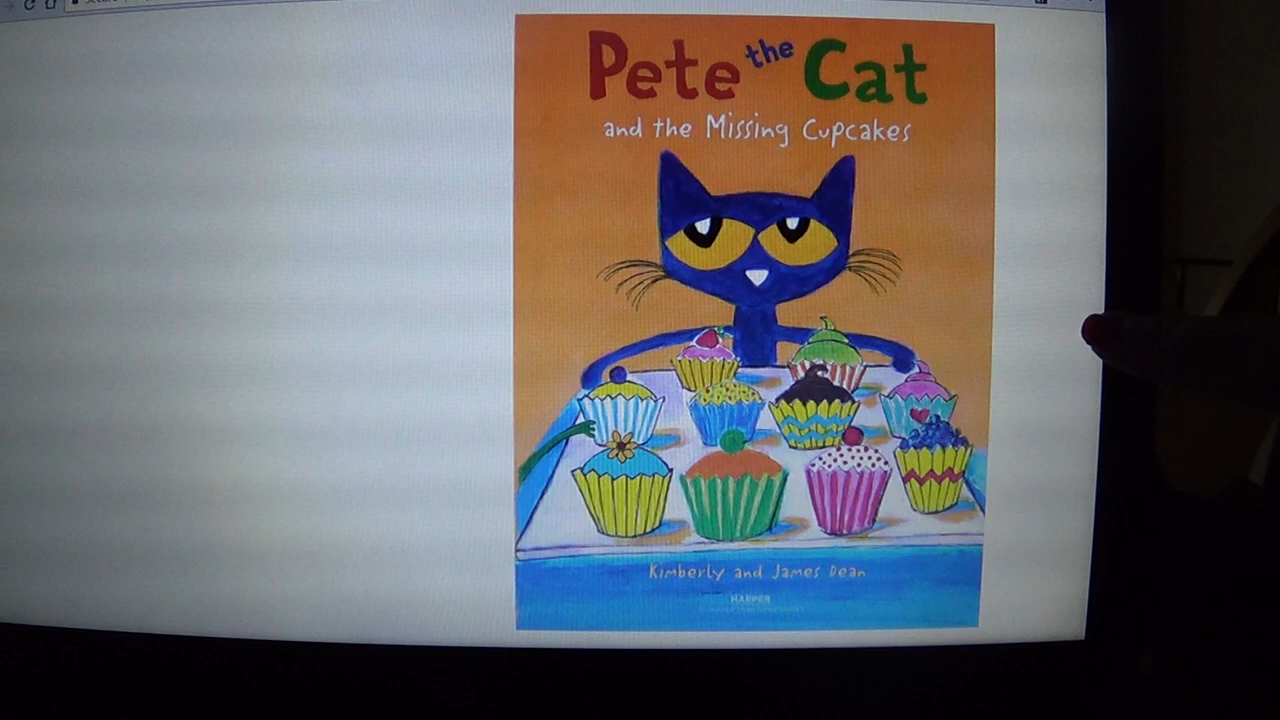 Pete the Cat
and the Missing Cupcakes
Kimberly and James Dean
HARPER